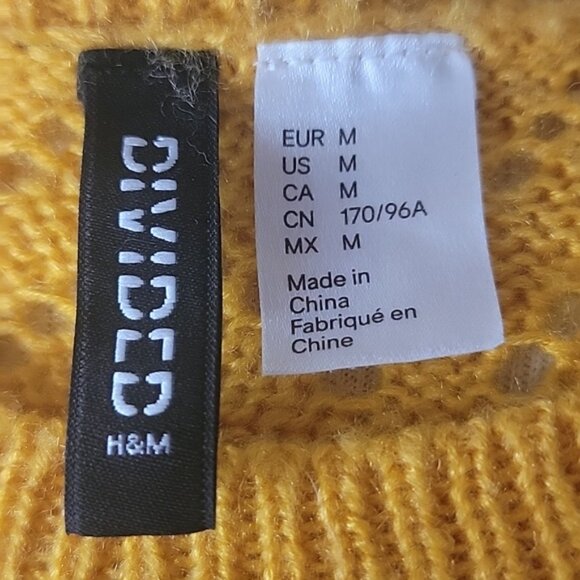 DIVIDED
H&M
EUR M
US M
CA M
CN 170/96A
MX M
Made in
China
Fabriqué en
Chine